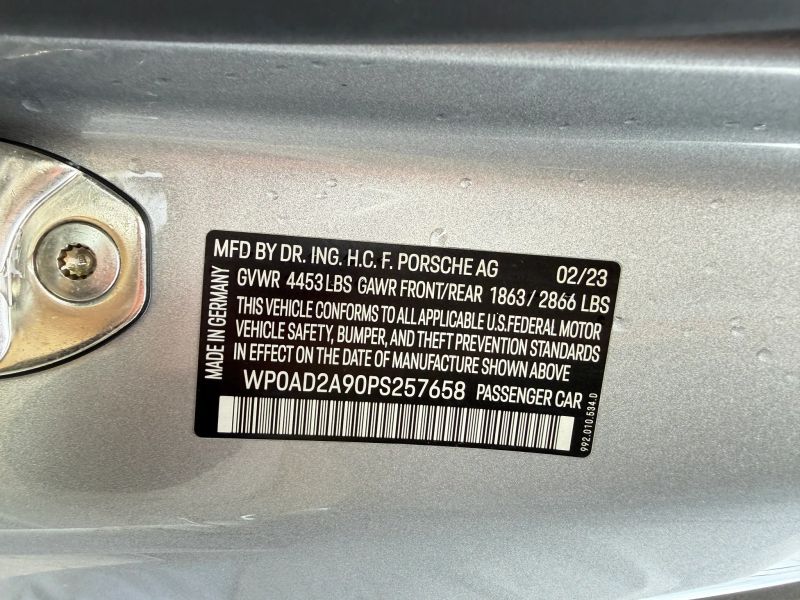 MFD BY DR. ING. H.C. F. PORSCHE AG 02/23
GVWR 4453 LBS GAWR FRONT/REAR 1863 / 2866 LBS
THIS VEHICLE CONFORMS TO ALL APPLICABLE U.S. FEDERAL MOTOR
VEHICLE SAFETY, BUMPER, AND THEFT PREVENTION STANDARDS
IN EFFECT ON THE DATE OF MANUFACTURE SHOWN ABOVE
WP0AD2A90PS257658 PASSENGER CAR
MADE IN GERMANY
992.010.534.D